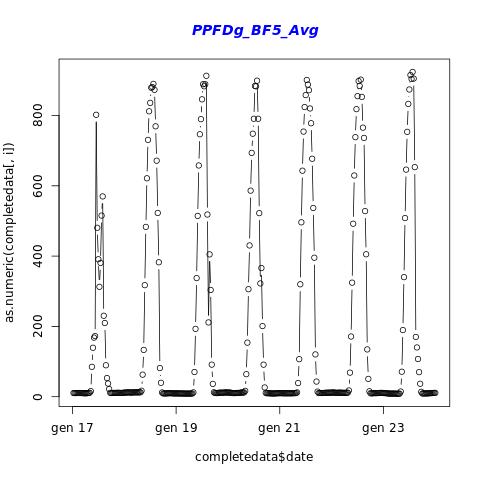 PPFDg_BF5_Avg
as.numeric(completedata[, i])
800
600
400
200
0
gen 17
gen 19
gen 21
gen 23
completedata$date